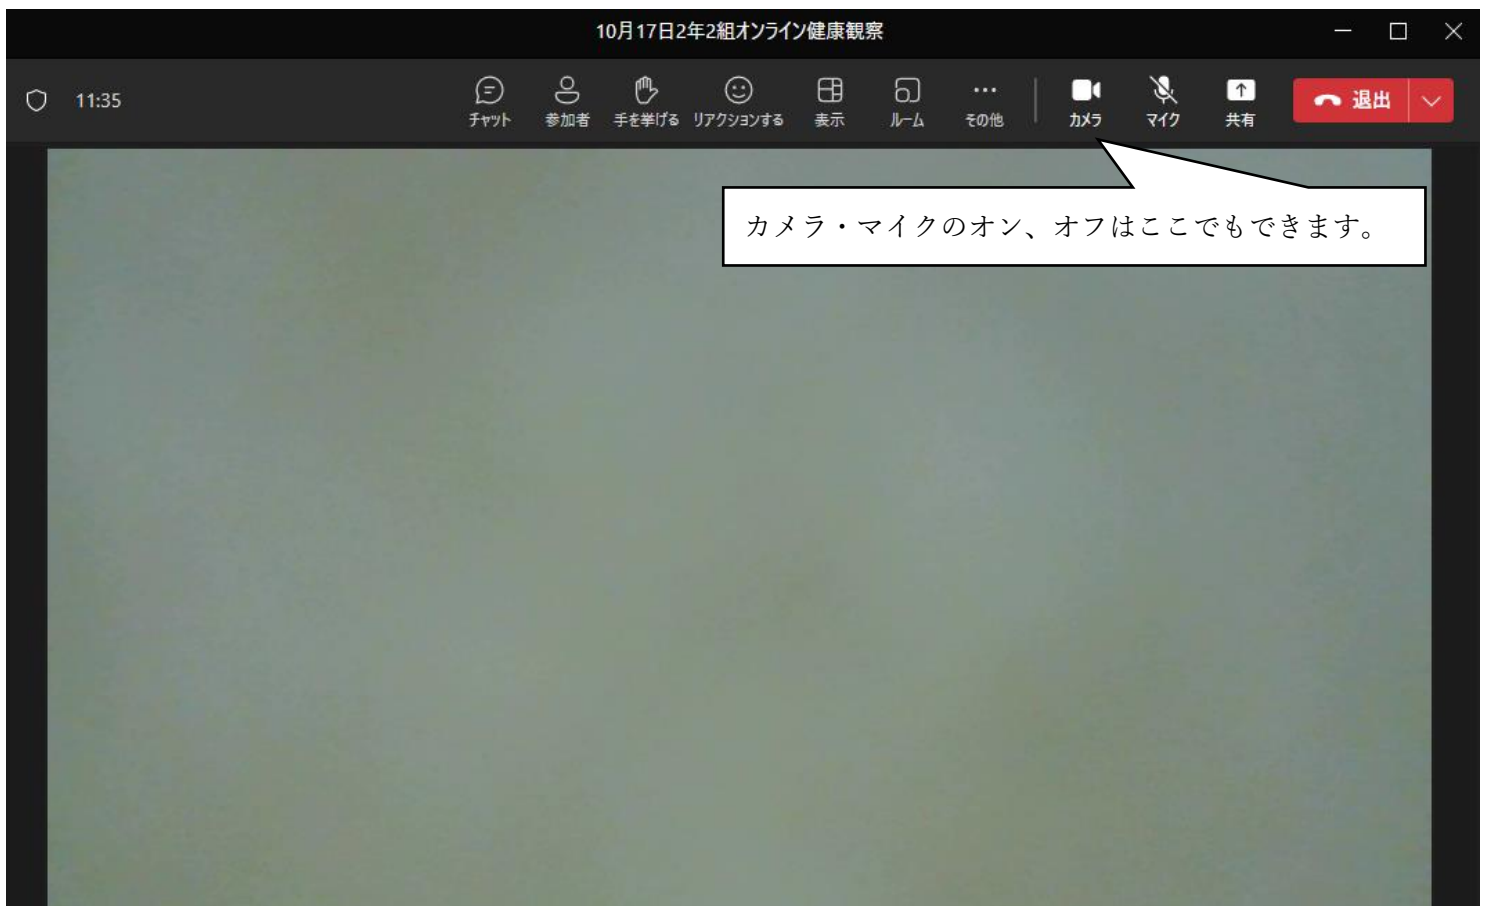 10月17日2年2組オンライン健康観察
11:35
チャット
参加者
手を挙げる
リアクションする
表示
ルーム
その他
カメラ
マイク
共有
退出
カメラ・マイクのオン、オフはここでもできます。